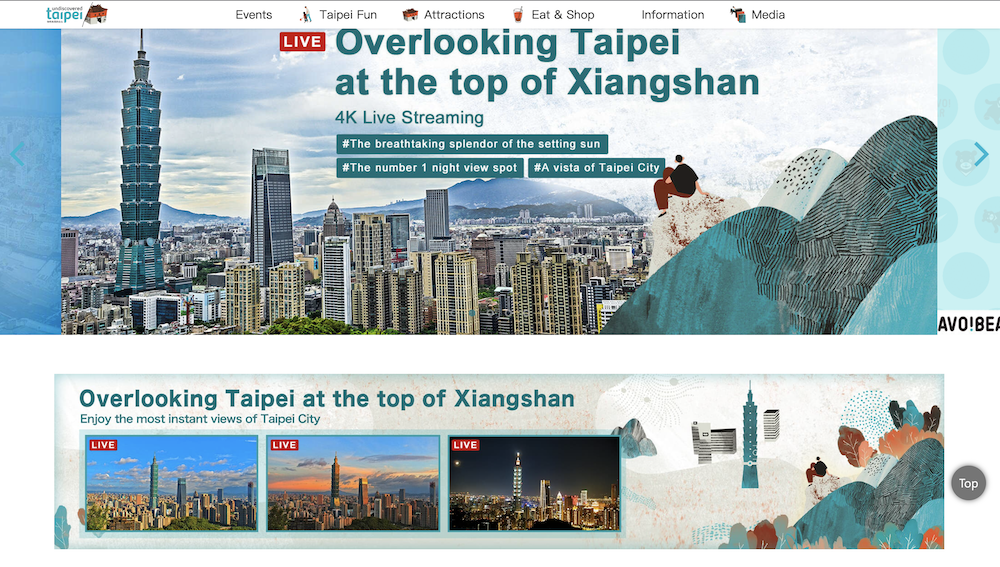 undiscovered
taipei
Events
Taipei Fun
Attractions
Eat & Shop
Information
Media
LIVE
Overlooking Taipei
at the top of Xiangshan
4K Live Streaming
#The breathtaking splendor of the setting sun
#The number 1 night view spot
#A vista of Taipei City
AVO!BEA
Overlooking Taipei at the top of Xiangshan
Enjoy the most instant views of Taipei City
LIVE
LIVE
LIVE
Top